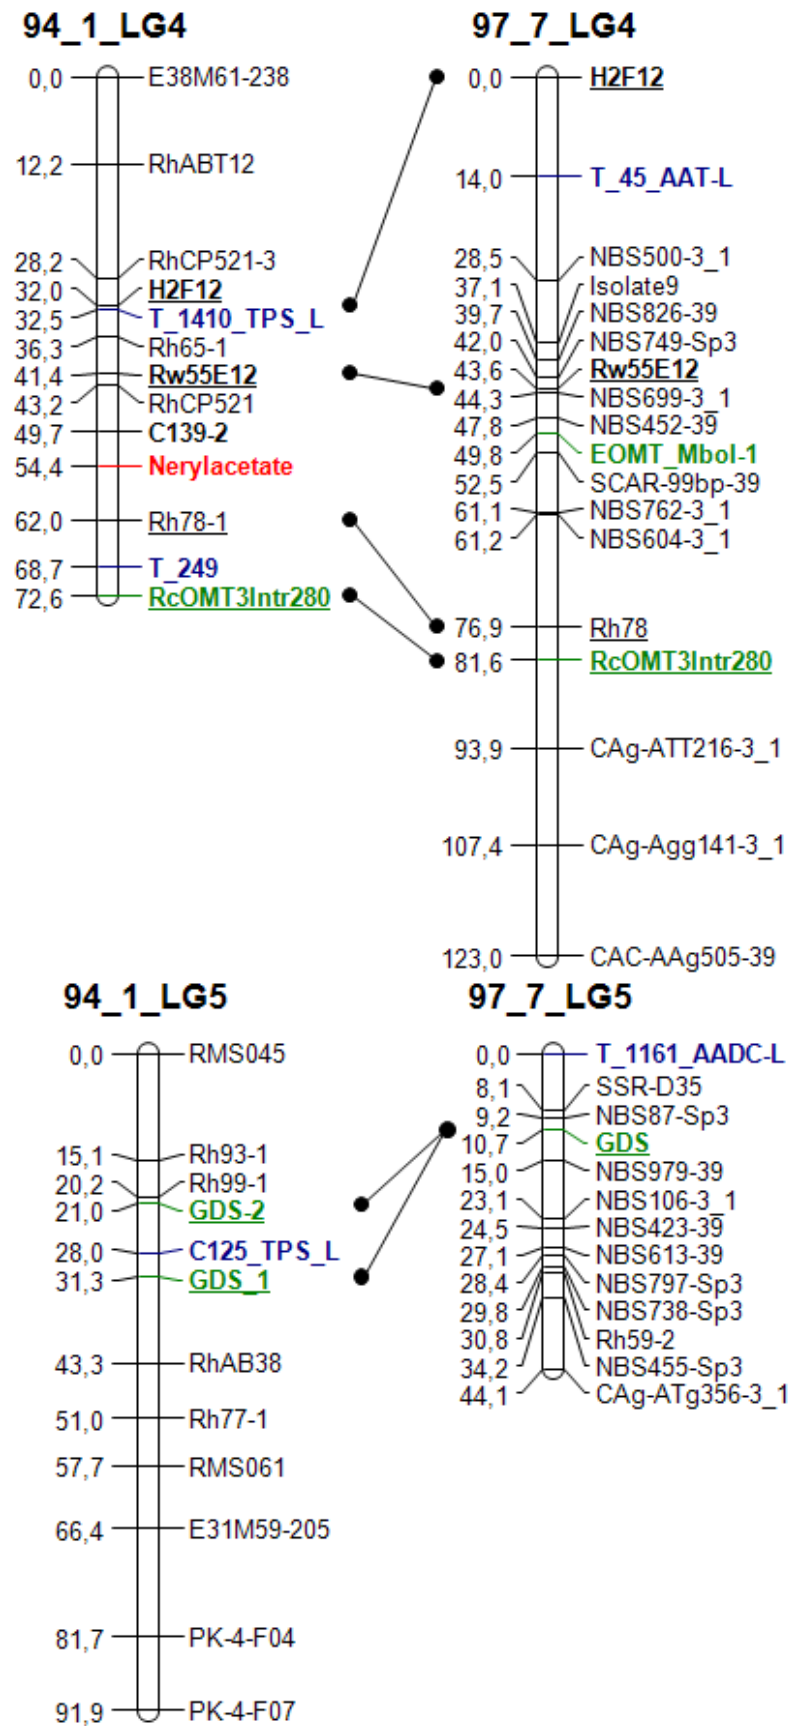 94_1_LG4
0,0 E38M61-238
12,2 RhABT12
28,2 RhCP521-3
32,0 H2F12
32,5 T_1410_TPS_L
36,3 Rh65-1
41,4 Rw55E12
43,2 RhCP521
49,7 C139-2
54,4 Nerylacetate
62,0 Rh78-1
68,7 T_249
72,6 RcOMT3Intr280
97_7_LG4
0,0 H2F12
14,0 T_45_AAT-L
28,5 NBS500-3_1
37,1 Isolate9
39,7 NBS826-39
42,0 NBS749-Sp3
43,6 Rw55E12
44,3 NBS699-3_1
47,8 NBS452-39
49,8 EOMT_MboI-1
52,5 SCAR-99bp-39
61,1 NBS762-3_1
61,2 NBS604-3_1
76,9 Rh78
81,6 RcOMT3Intr280
93,9 CAg-ATT216-3_1
107,4 CAg-Agg141-3_1
123,0 CAC-AAg505-39
94_1_LG5
0,0 RMS045
15,1 Rh93-1
20,2 Rh99-1
21,0 GDS-2
28,0 C125_TPS_L
31,3 GDS_1
43,3 RhAB38
51,0 Rh77-1
57,7 RMS061
66,4 E31M59-205
81,7 PK-4-F04
91,9 PK-4-F07
97_7_LG5
0,0 T_1161_AADC-L
8,1 SSR-D35
9,2 NBS87-Sp3
10,7 GDS
15,0 NBS979-39
23,1 NBS106-3_1
24,5 NBS423-39
27,1 NBS613-39
28,4 NBS797-Sp3
29,8 NBS738-Sp3
30,8 Rh59-2
34,2 NBS455-Sp3
44,1 CAg-ATg356-3_1